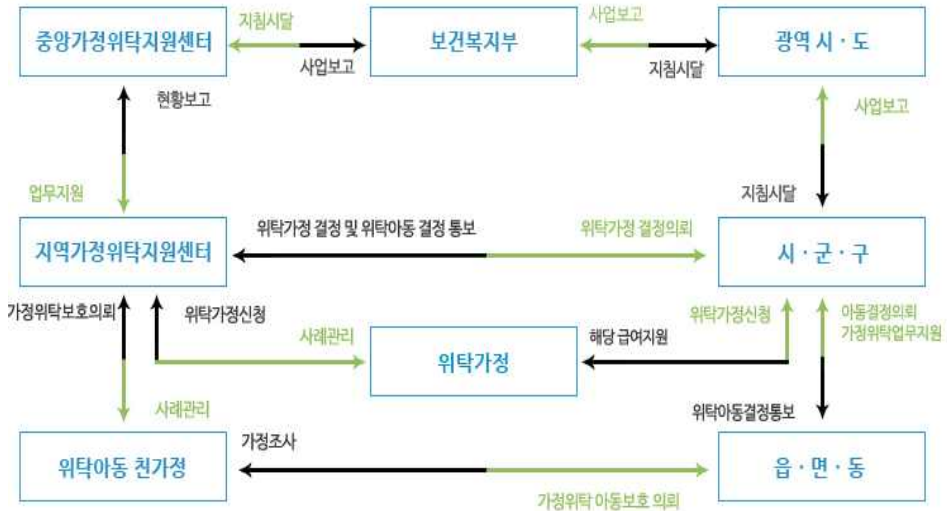 지침시달
사업보고
중앙가정위탁지원센터
보건복지부
광역 시 · 도
사업보고
지침시달
현황보고
사업보고
업무지원
지침시달
위탁가정 결정 및 위탁아동 결정 통보
위탁가정 결정의뢰
지역가정위탁지원센터
시 · 군 · 구
가정위탁보호의뢰
위탁가정신청
위탁가정신청
아동결정의뢰
가정위탁업무지원
사례관리
해당 급여지원
위탁가정
사례관리
위탁아동결정통보
가정조사
위탁아동 친가정
읍 · 면 · 동
가정위탁 아동보호 의뢰